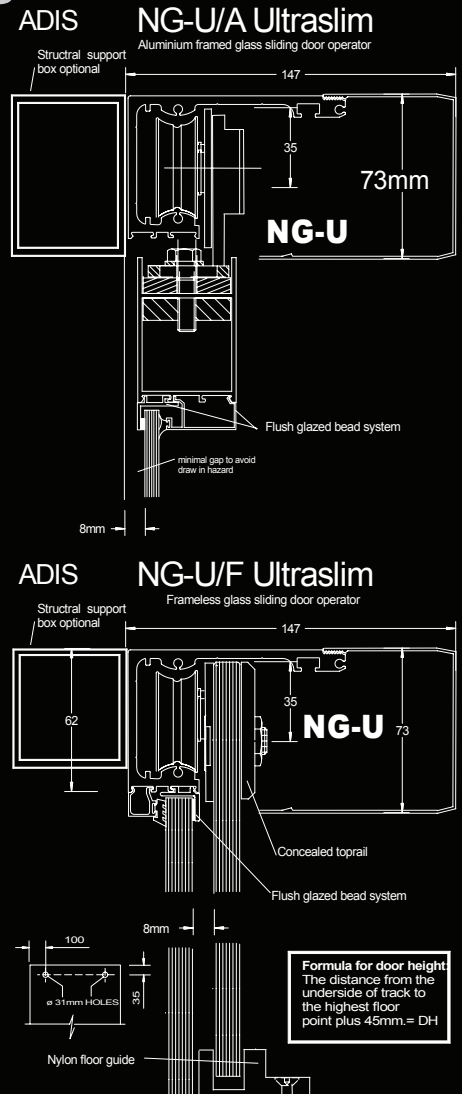 ADIS
NG-U/A Ultraslim
Aluminium framed glass sliding door operator
Structral support
box optional
147
35
73mm
NG-U
Flush glazed bead system
minimal gap to avoid
draw in hazard
8mm
ADIS
NG-U/F Ultraslim
Frameless glass sliding door operator
Structral support
box optional
147
62
35
NG-U
73
Concealed toprail
Flush glazed bead system
8mm
100
ø 31mm HOLES
35
Formula for door height:
The distance from the
underside of track to
the highest floor
point plus 45mm.= DH
Nylon floor guide